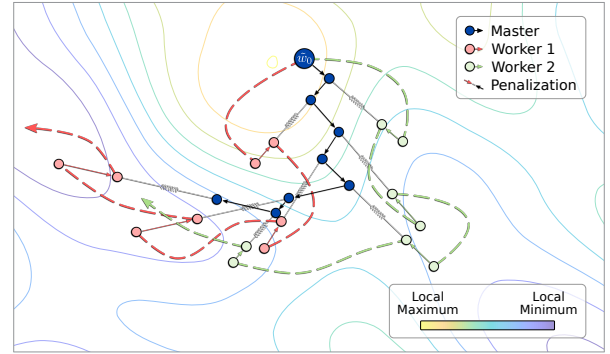 w̃₀
Master
Worker 1
Worker 2
Penalization
Local Maximum
Local Minimum